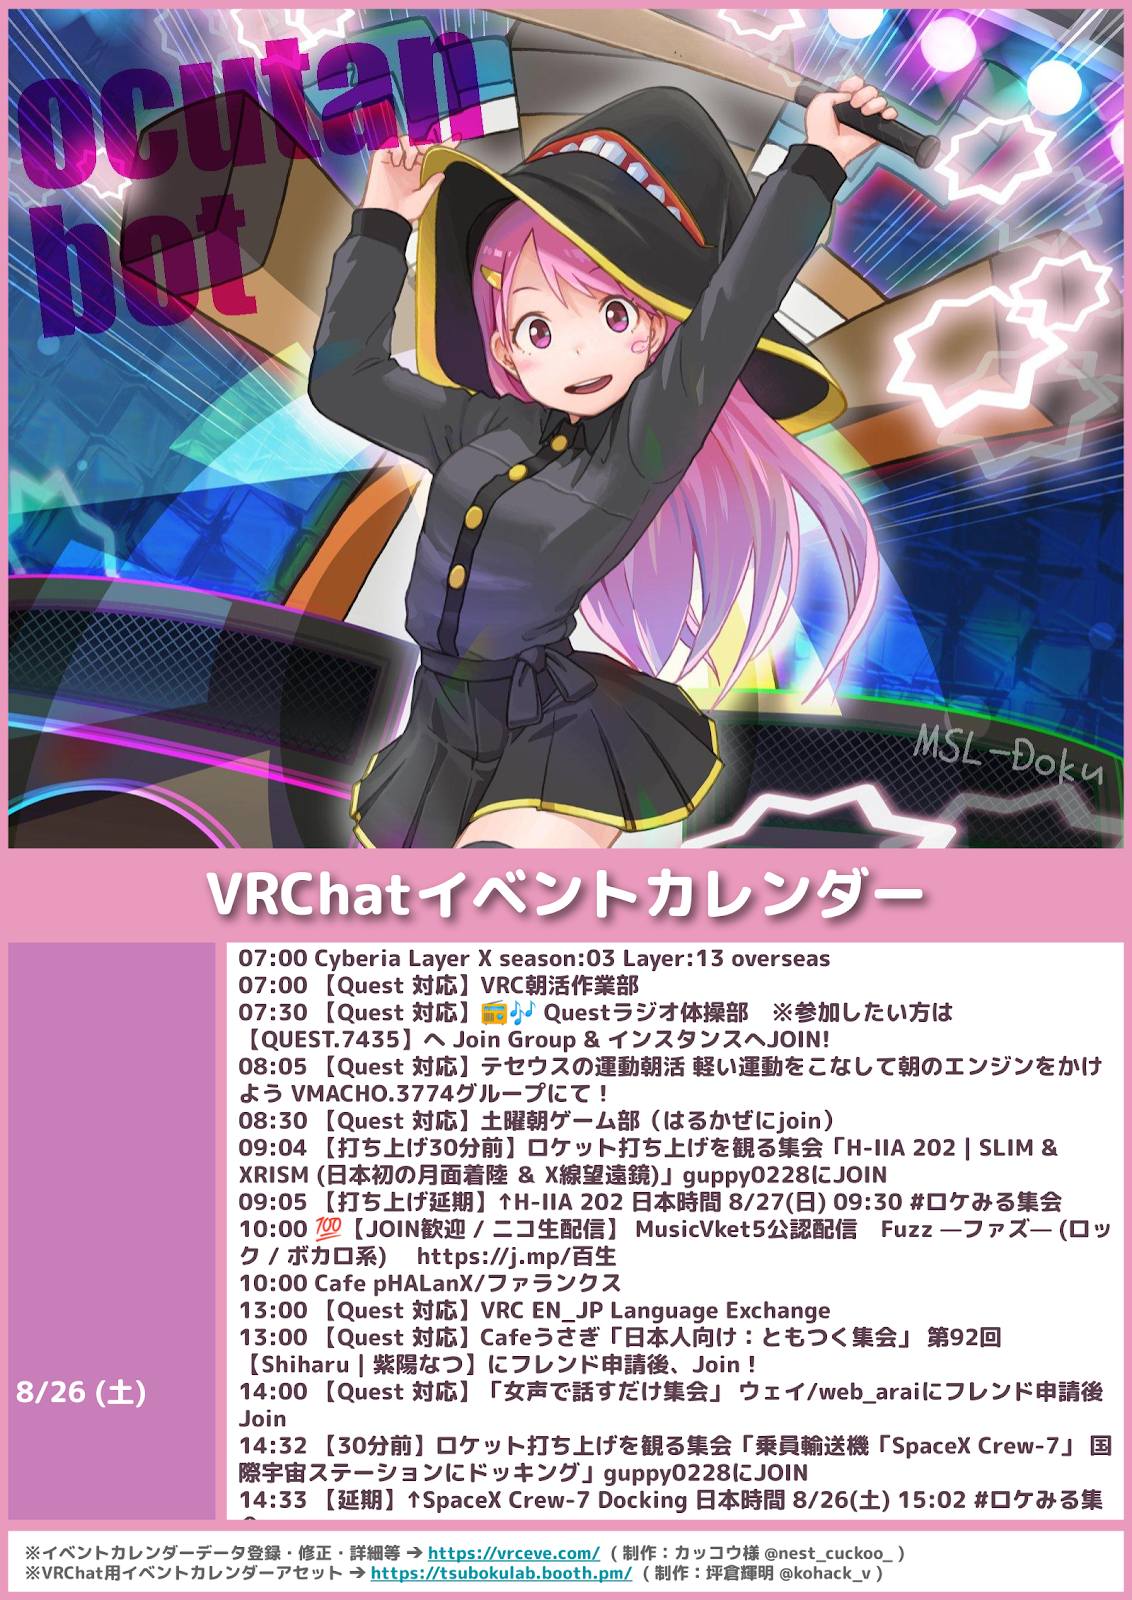 ocutan
bot
MSL-Doku
VRChatイベントカレンダー
8/26 (土)
07:00 Cyberia Layer X season:03 Layer:13 overseas
07:00 【Quest 対応】VRC朝活作業部
07:30 【Quest 対応】📻🎶 Questラジオ体操部　※参加したい方は
【QUEST.7435】へ Join Group & インスタンスへJOIN!
08:05 【Quest 対応】テセウスの運動朝活 軽い運動をこなして朝のエンジンをかけ
よう VMACHO.3774グループにて！
08:30 【Quest 対応】土曜朝ゲーム部（はるかぜにjoin）
09:04 【打ち上げ30分前】ロケット打ち上げを観る集会「H-IIA 202 | SLIM &
XRISM (日本初の月面着陸 ＆ X線望遠鏡)」guppy0228にJOIN
09:05 【打ち上げ延期】↑H-IIA 202 日本時間 8/27(日) 09:30 #ロケみる集会
10:00 💯【JOIN歓迎 / ニコ生配信】 MusicVket5公認配信　Fuzz ―ファズ― (ロッ
ク / ボカロ系)　 https://j.mp/百生
10:00 Cafe pHALanX/ファランクス
13:00 【Quest 対応】VRC EN_JP Language Exchange
13:00 【Quest 対応】Cafeうさぎ「日本人向け：ともつく集会」 第92回
【Shiharu | 紫陽なつ】にフレンド申請後、Join！
14:00 【Quest 対応】「女声で話すだけ集会」 ウェイ/web_araiにフレンド申請後
Join
14:32 【30分前】ロケット打ち上げを観る集会「乗員輸送機「SpaceX Crew-7」 国
際宇宙ステーションにドッキング」guppy0228にJOIN
14:33 【延期】↑SpaceX Crew-7 Docking 日本時間 8/26(土) 15:02 #ロケみる集
※イベントカレンダーデータ登録・修正・詳細等 ➔ https://vrceve.com/ （ 制作：カッコウ様 @nest_cuckoo_ ）
※VRChat用イベントカレンダーアセット ➔ https://tsubokulab.booth.pm/ （ 制作：坪倉輝明 @kohack_v ）